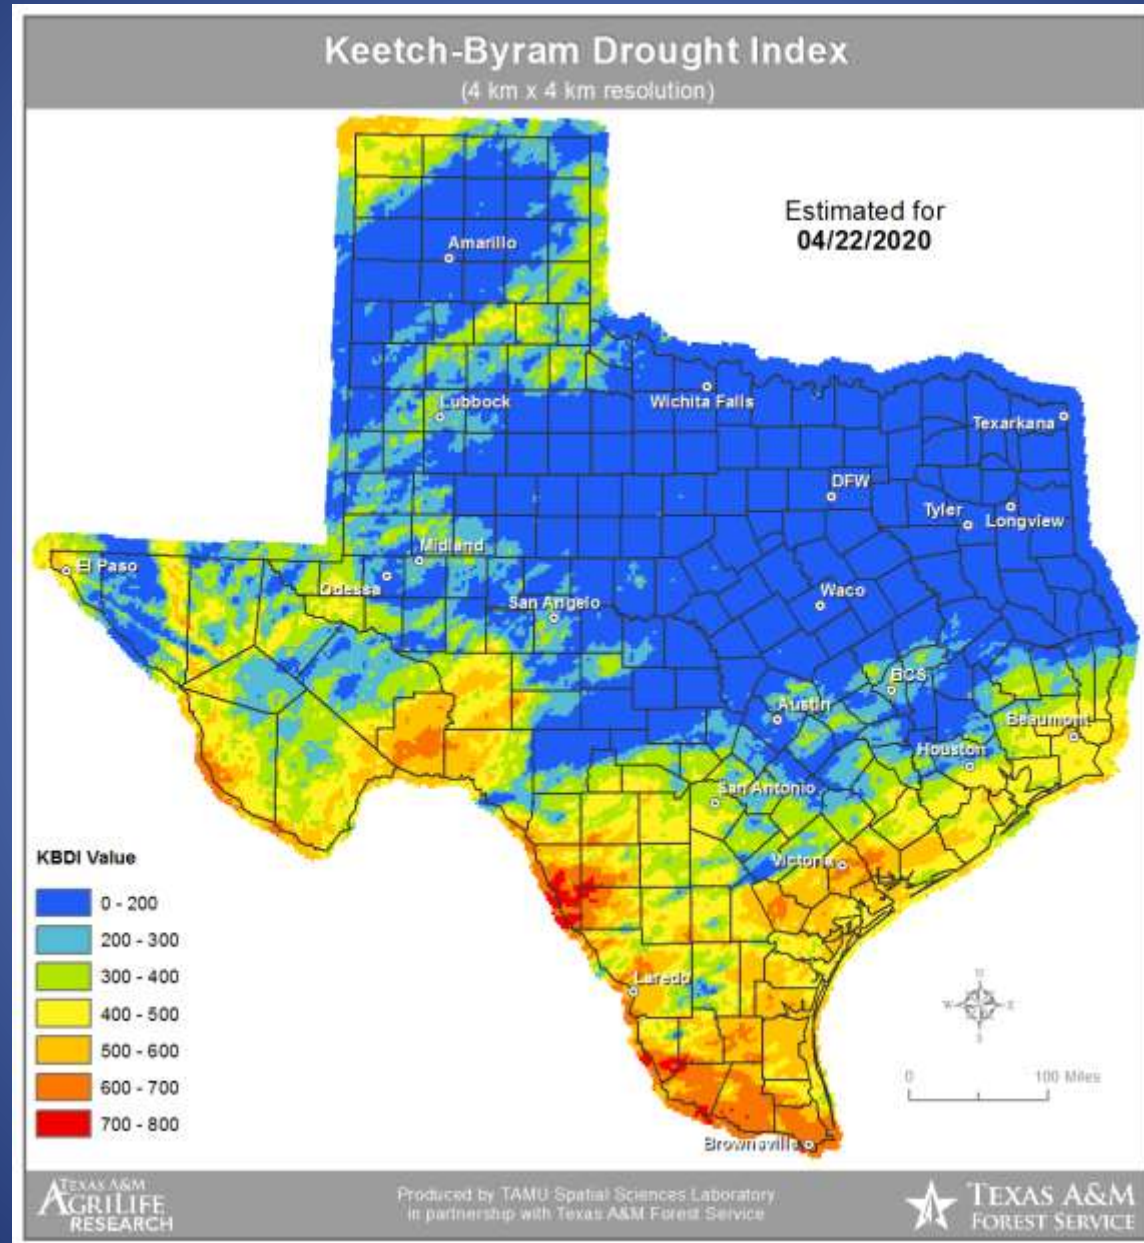 Keetch-Byram Drought Index
(4 km x 4 km resolution)
Estimated for
04/22/2020
Amarillo
Lubbock
Wichita Falls
Texarkana
DFW
Tyler
Longview
Midland
El Paso
Odessa
San Angelo
Waco
BCS
Austin
Beaumont
Houston
San Antonio
Victoria
Laredo
Brownsville
KBDI Value
0 - 200
200 - 300
300 - 400
400 - 500
500 - 600
600 - 700
700 - 800
N
W E
S
0 100 Miles
TEXAS A&M
AGRILIFE
RESEARCH
Produced by TAMU Spatial Sciences Laboratory
in partnership with Texas A&M Forest Service
TEXAS A&M
FOREST SERVICE